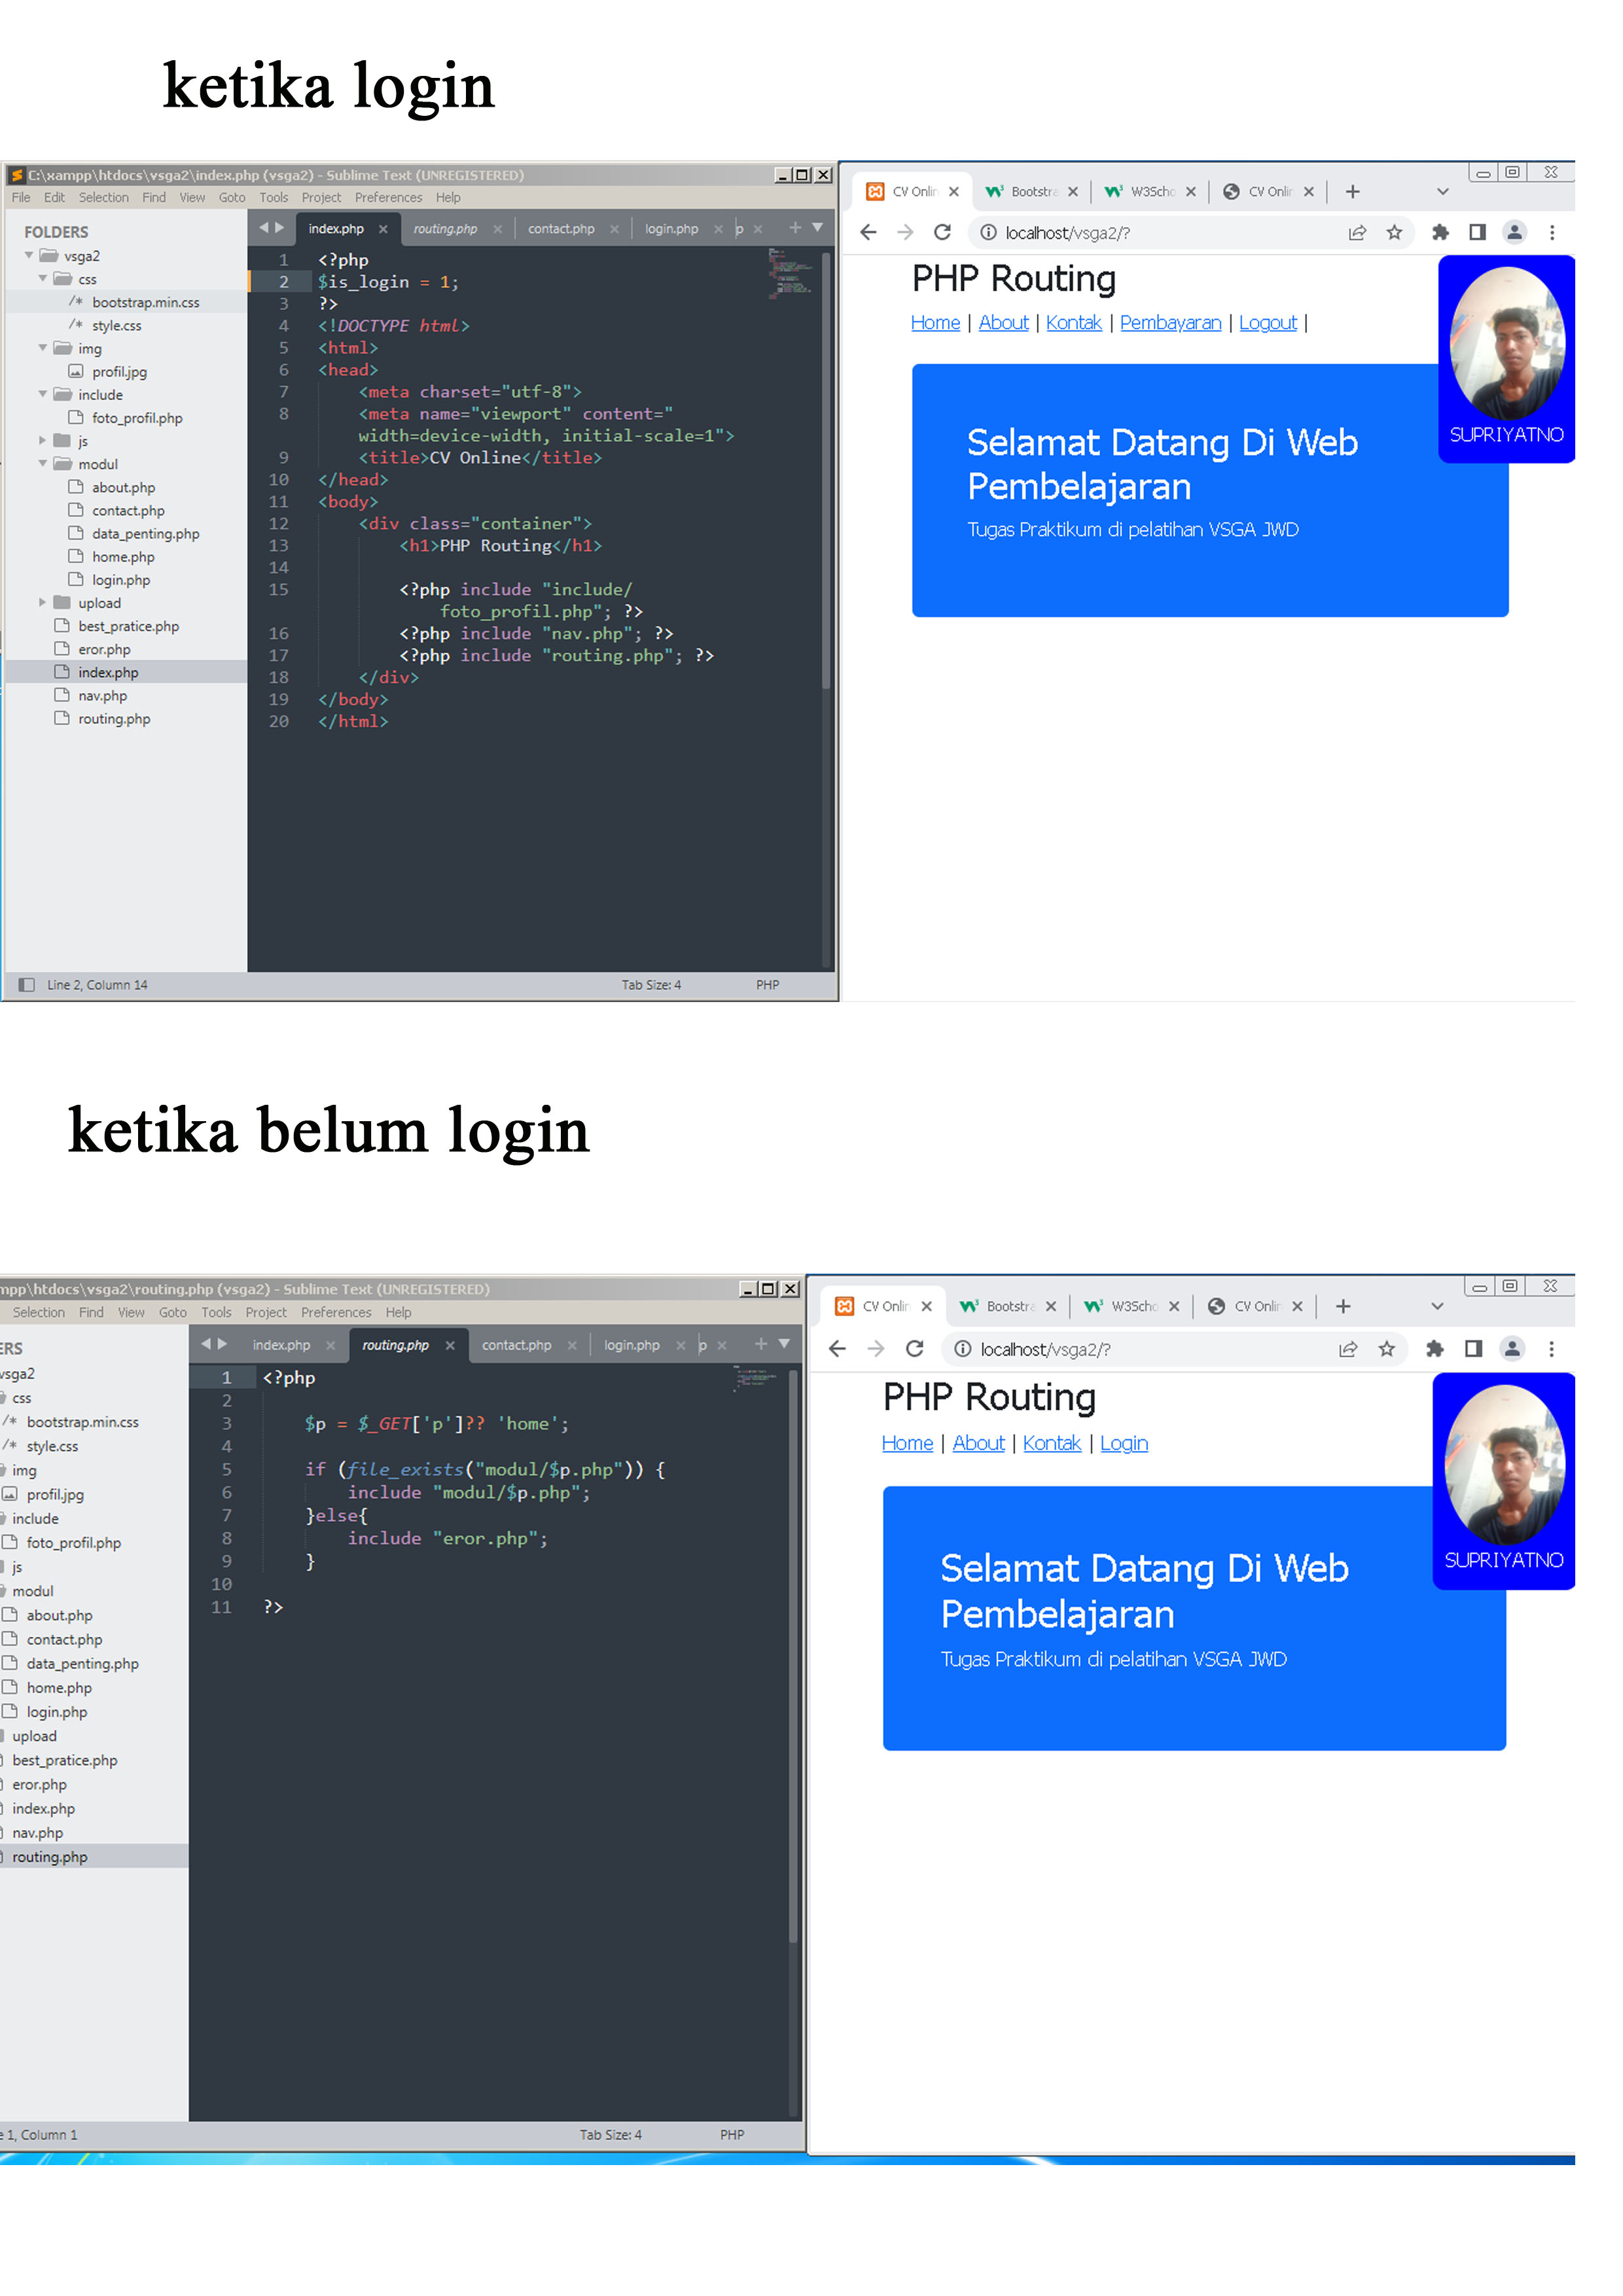 ketika login
C:\xampp\htdocs\vsga2\index.php (vsga2) - Sublime Text (UNREGISTERED)
File Edit Selection Find View Goto Tools Project Preferences Help
FOLDERS
vsga2
css
/* bootstrap.min.css
/* style.css
img
profil.jpg
include
foto_profil.php
js
modul
about.php
contact.php
data_penting.php
home.php
login.php
upload
best_pratice.php
eror.php
index.php
nav.php
routing.php
index.php routing.php contact.php login.php p
1 <?php
2 $is_login = 1;
3 ?>
4 <!DOCTYPE html>
5 <html>
6 <head>
7 <meta charset="utf-8">
8 <meta name="viewport" content="
width=device-width, initial-scale=1">
9 <title>CV Online</title>
10 </head>
11 <body>
12 <div class="container">
13 <h1>PHP Routing</h1>
14
15 <?php include "include/
foto_profil.php"; ?>
16 <?php include "nav.php"; ?>
17 <?php include "routing.php"; ?>
18 </div>
19 </body>
20 </html>
Line 2, Column 14 Tab Size: 4 PHP
CV Onlin Bootstra W3Scho CV Onlin
localhost/vsga2/?
PHP Routing
Home | About | Kontak | Pembayaran | Logout |
Selamat Datang Di Web
Pembelajaran
Tugas Praktikum di pelatihan VSGA JWD
SUPRIYATNO
ketika belum login
mpp\htdocs\vsga2\routing.php (vsga2) - Sublime Text (UNREGISTERED)
Selection Find View Goto Tools Project Preferences Help
ERS
vsga2
css
/* bootstrap.min.css
/* style.css
img
profil.jpg
include
foto_profil.php
js
modul
about.php
contact.php
data_penting.php
home.php
login.php
upload
best_pratice.php
eror.php
index.php
nav.php
routing.php
index.php routing.php contact.php login.php p
1 <?php
2
3 $p = $_GET['p']?? 'home';
4
5 if (file_exists("modul/$p.php")) {
6 include "modul/$p.php";
7 }else{
8 include "eror.php";
9 }
10
11 ?>
e 1, Column 1 Tab Size: 4 PHP
CV Onlin Bootstra W3Scho CV Onlin
localhost/vsga2/?
PHP Routing
Home | About | Kontak | Login
Selamat Datang Di Web
Pembelajaran
Tugas Praktikum di pelatihan VSGA JWD
SUPRIYATNO